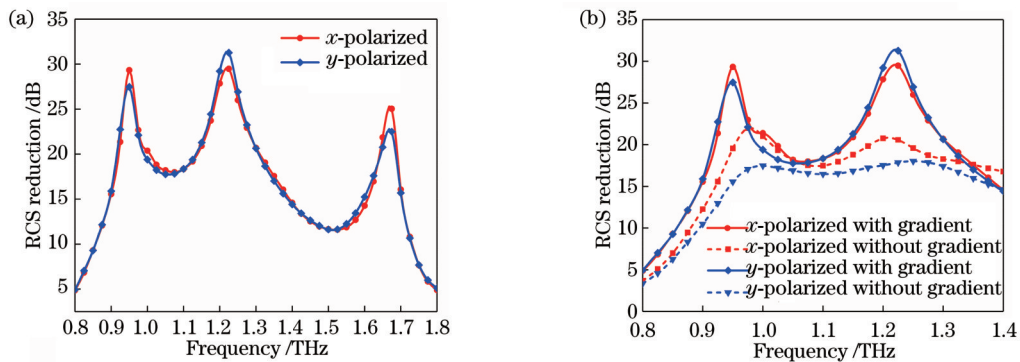 (a)
RCS reduction /dB
35
30
25
20
15
10
5
x-polarized
y-polarized
0.8 0.9 1.0 1.1 1.2 1.3 1.4 1.5 1.6 1.7 1.8
Frequency /THz
(b)
RCS reduction /dB
35
30
25
20
15
10
5
0
x-polarized with gradient
x-polarized without gradient
y-polarized with gradient
y-polarized without gradient
0.8 0.9 1.0 1.1 1.2 1.3 1.4
Frequency /THz